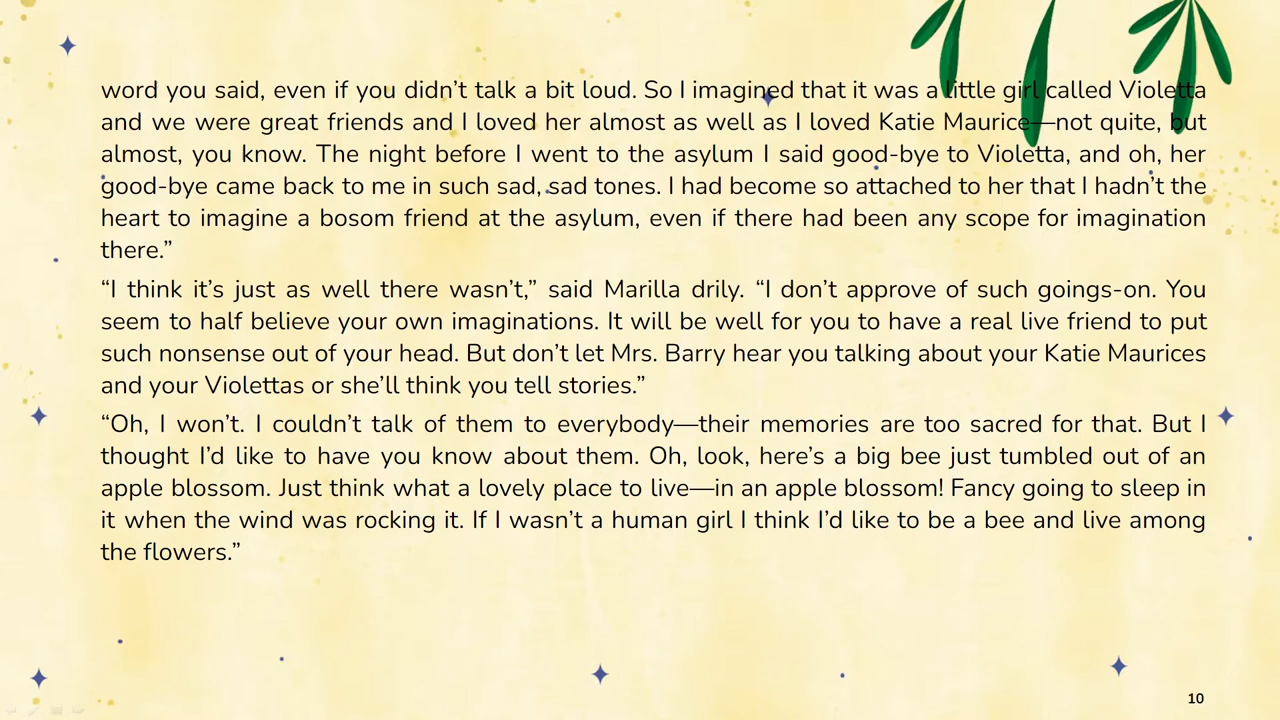 word you said, even if you didn’t talk a bit loud. So I imagined that it was a little girl called Violetta
and we were great friends and I loved her almost as well as I loved Katie Maurice—not quite, but
almost, you know. The night before I went to the asylum I said good-bye to Violetta, and oh, her
good-bye came back to me in such sad, sad tones. I had become so attached to her that I hadn’t the
heart to imagine a bosom friend at the asylum, even if there had been any scope for imagination
there.”
“I think it’s just as well there wasn’t,” said Marilla drily. “I don’t approve of such goings-on. You
seem to half believe your own imaginations. It will be well for you to have a real live friend to put
such nonsense out of your head. But don’t let Mrs. Barry hear you talking about your Katie Maurices
and your Violettas or she’ll think you tell stories.”
“Oh, I won’t. I couldn’t talk of them to everybody—their memories are too sacred for that. But I
thought I’d like to have you know about them. Oh, look, here’s a big bee just tumbled out of an
apple blossom. Just think what a lovely place to live—in an apple blossom! Fancy going to sleep in
it when the wind was rocking it. If I wasn’t a human girl I think I’d like to be a bee and live among
the flowers.”
10